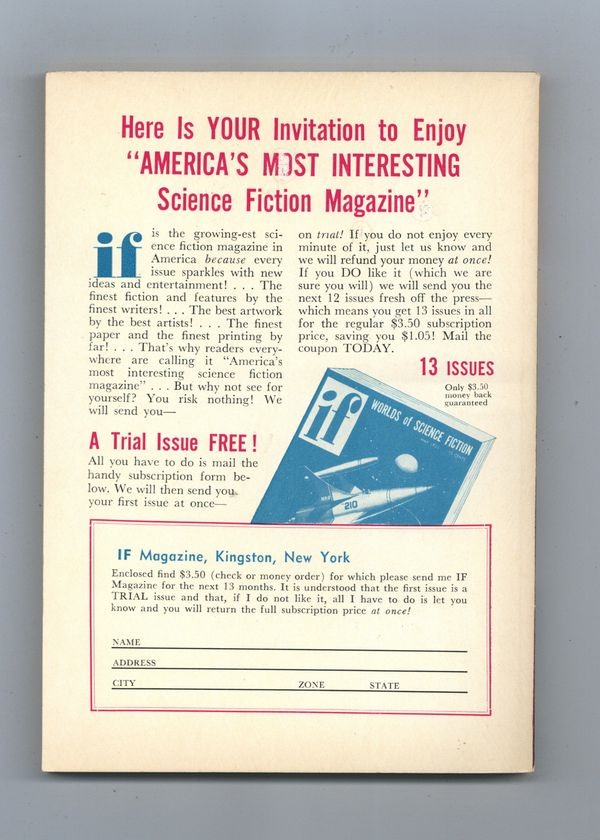 Here Is YOUR Invitation to Enjoy
"AMERICA'S MOST INTERESTING
Science Fiction Magazine"
if is the growing-est sci-
ence fiction magazine in
America because every
issue sparkles with new
ideas and entertainment! . . . The
finest fiction and features by the
finest writers! . . . The best artwork
by the best artists! . . . The finest
paper and the finest printing by
far! . . . That's why readers every-
where are calling it "America's
most interesting science fiction
magazine" . . . But why not see for
yourself? You risk nothing! We
will send you—
A Trial Issue FREE!
All you have to do is mail the
handy subscription form be-
low. We will then send you
your first issue at once—
on trial! If you do not enjoy every
minute of it, just let us know and
we will refund your money at once!
If you DO like it (which we are
sure you will) we will send you the
next 12 issues fresh off the press—
which means you get 13 issues in all
for the regular $3.50 subscription
price, saving you $1.05! Mail the
coupon TODAY.
13 ISSUES
Only $3.50
money back
guaranteed
if
WORLDS of SCIENCE FICTION
210
IF Magazine, Kingston, New York
Enclosed find $3.50 (check or money order) for which please send me IF
Magazine for the next 13 months. It is understood that the first issue is a
TRIAL issue and that, if I do not like it, all I have to do is let you
know and you will return the full subscription price at once!
NAME
ADDRESS
CITY ZONE STATE